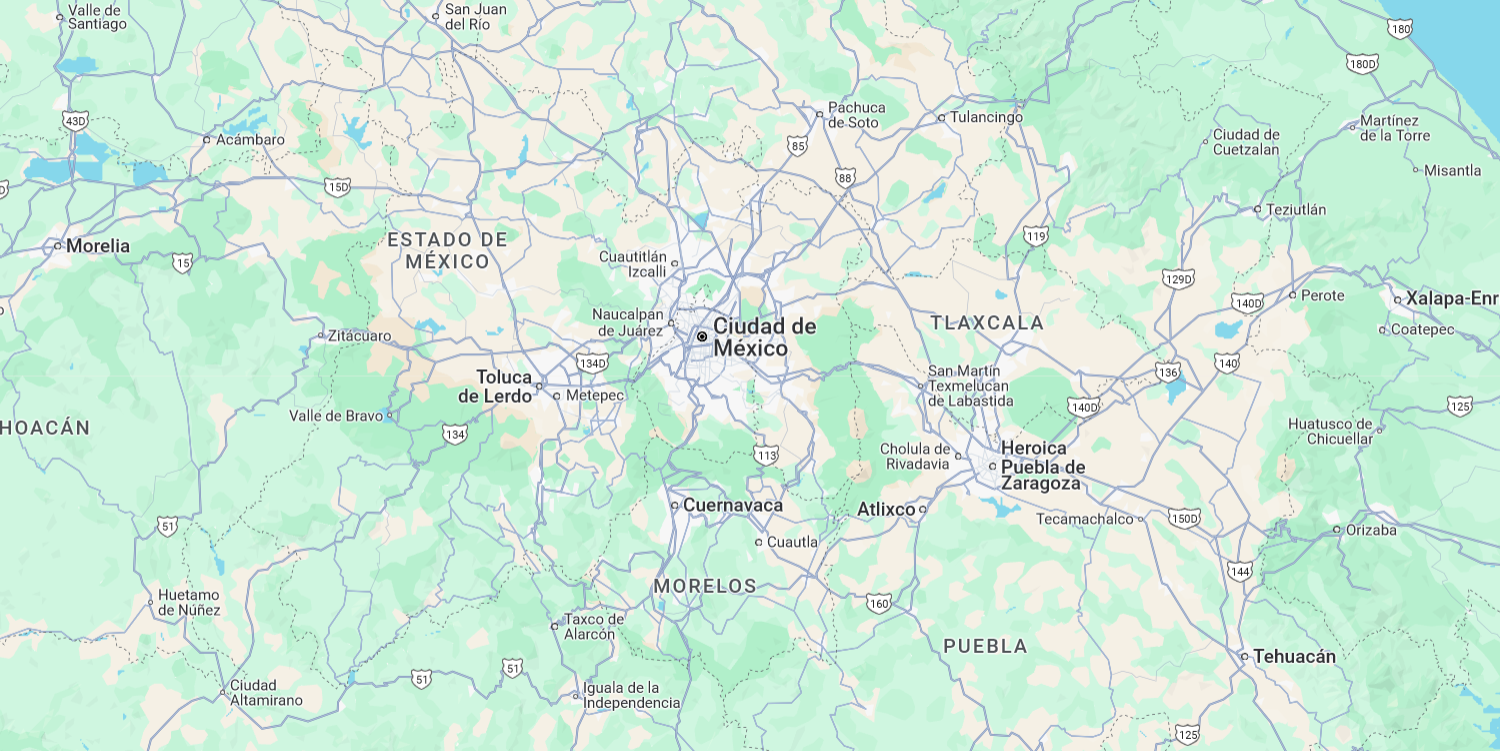 Valle de
Santiago
San Juan
del Río
180
180D
43D
Acámbaro
Pachuca
de Soto
Tulancingo
85
Martínez
de la Torre
Ciudad de
Cuetzalan
Misantla
15D
88
Teziutlán
Morelia
ESTADO DE
MÉXICO
119
15
Cuautitlán
Izcalli
129D
140D
Perote
Xalapa-Enr
Naucalpan
de Juárez
Ciudad de
México
TLAXCALA
Coatepec
Zitácuaro
134D
140
136
San Martín
Texmelucan
de Labastida
Toluca
de Lerdo
Metepec
140D
125
Valle de Bravo
HOACÁN
134
Huatusco de
Chicuellar
113
Cholula de
Rivadavia
Heroica
Puebla de
Zaragoza
Cuernavaca
Atlixco
Tecamachalco
150D
51
Orizaba
Cuautla
144
MORELOS
Huetamo
de Núñez
160
Taxco de
Alarcón
PUEBLA
Tehuacán
51
51
Ciudad
Altamirano
Iguala de la
Independencia
125